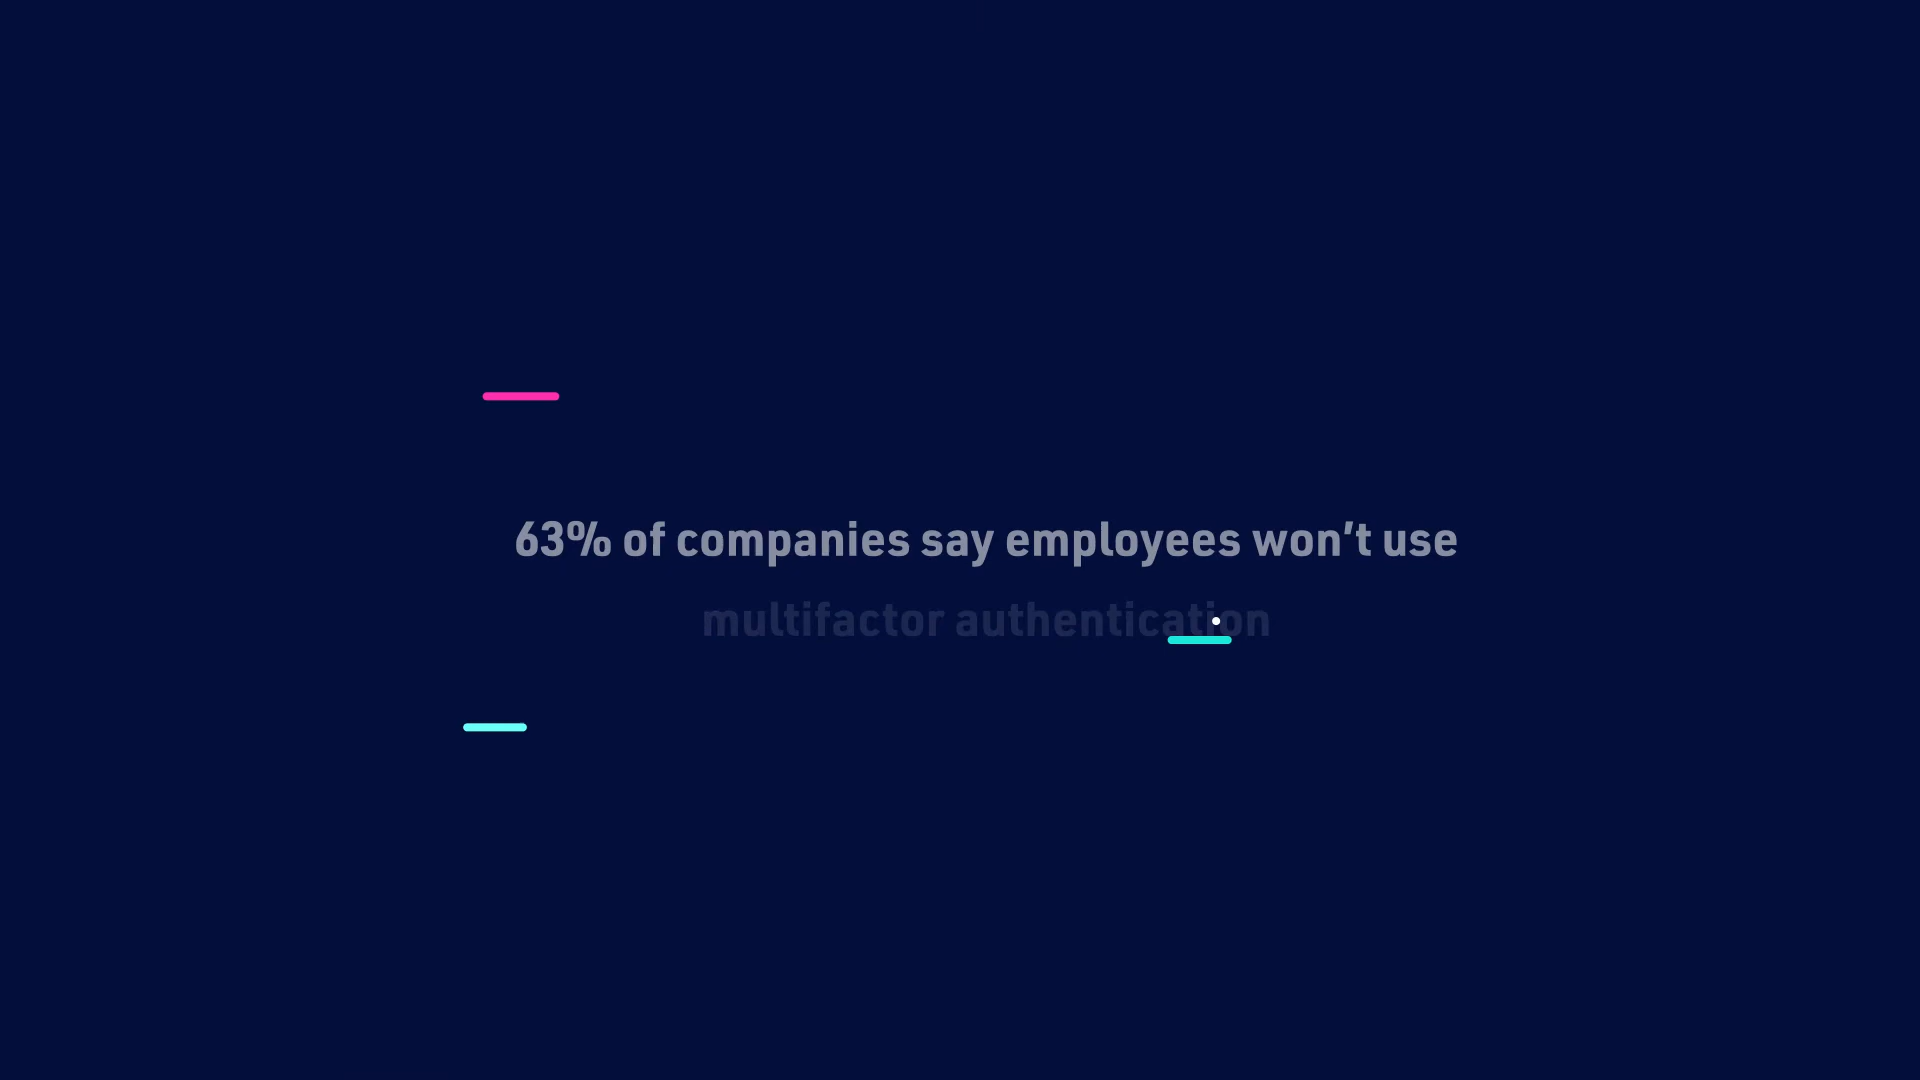 63% of companies say employees won’t use
multifactor authentication